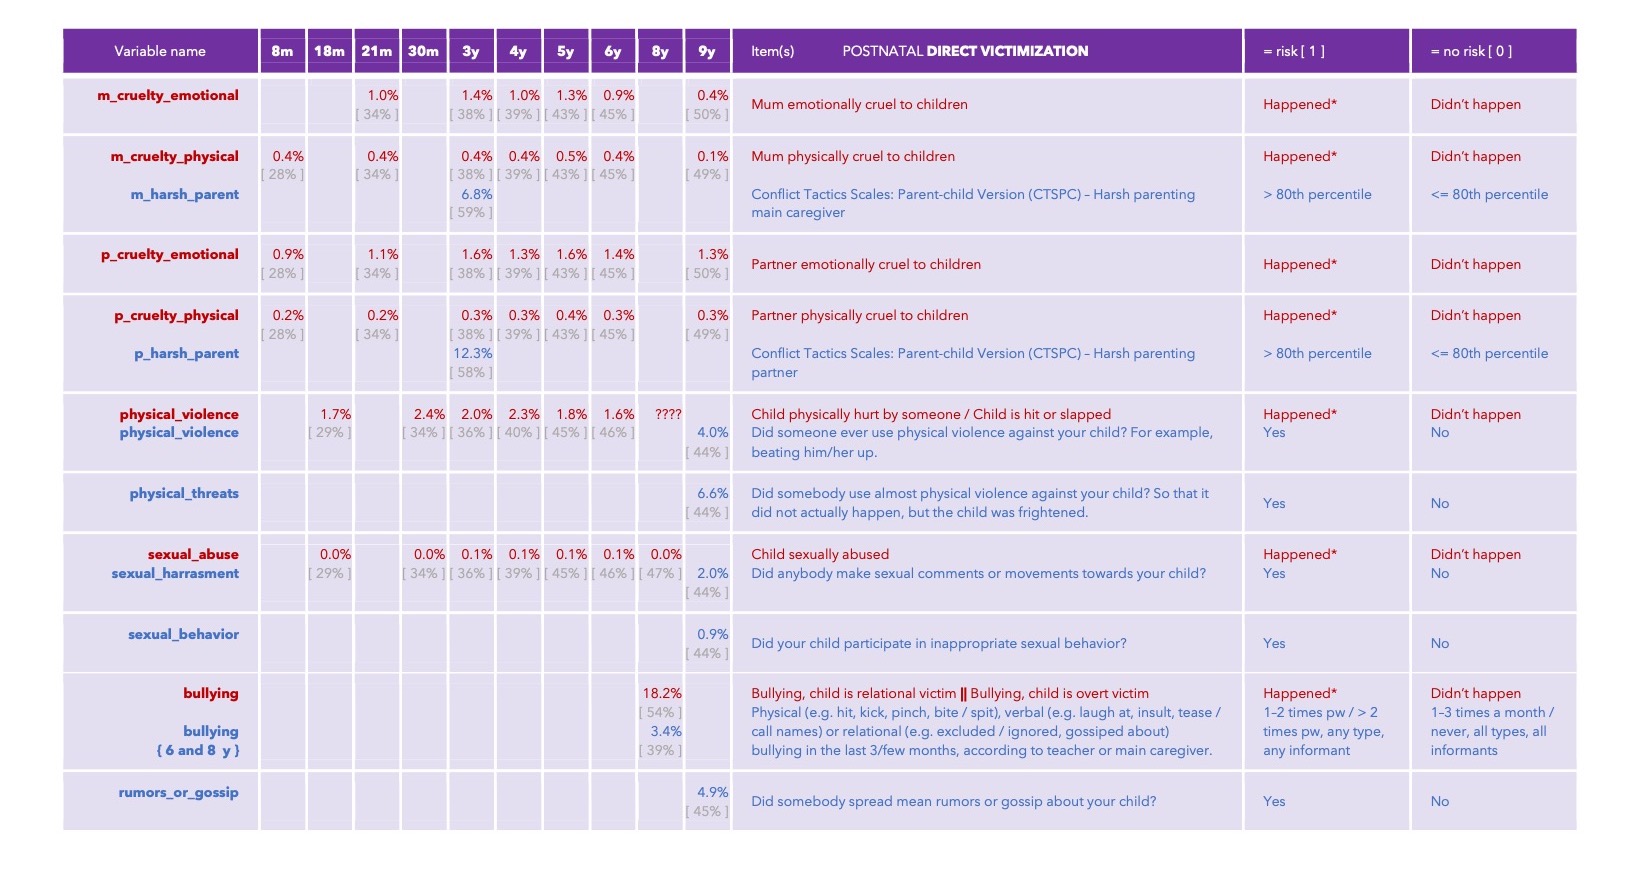 Variable name 8m 18m 21m 30m 3y 4y 5y 6y 8y 9y Item(s) POSTNATAL DIRECT VICTIMIZATION = risk [ 1 ] = no risk [ 0 ]
m_cruelty_emotional 1.0% 1.4% 1.0% 1.3% 0.9% 0.4%
[ 34% ] [ 38% ] [ 39% ] [ 43% ] [ 45% ] [ 50% ]
Mum emotionally cruel to children Happened* Didn’t happen
m_cruelty_physical 0.4% 0.4% 0.4% 0.4% 0.5% 0.4% 0.1% Mum physically cruel to children Happened* Didn’t happen
[ 28% ] [ 34% ] [ 38% ] [ 39% ] [ 43% ] [ 45% ] [ 49% ]
m_harsh_parent 6.8% Conflict Tactics Scales: Parent-child Version (CTSPC) – Harsh parenting > 80th percentile <= 80th percentile
[ 59% ] main caregiver
p_cruelty_emotional 0.9% 1.1% 1.6% 1.3% 1.6% 1.4% 1.3%
[ 28% ] [ 34% ] [ 38% ] [ 39% ] [ 43% ] [ 45% ] [ 50% ]
Partner emotionally cruel to children Happened* Didn’t happen
p_cruelty_physical 0.2% 0.2% 0.3% 0.3% 0.4% 0.3% 0.3% Partner physically cruel to children Happened* Didn’t happen
[ 28% ] [ 34% ] [ 38% ] [ 39% ] [ 43% ] [ 45% ] [ 49% ]
p_harsh_parent 12.3% Conflict Tactics Scales: Parent-child Version (CTSPC) – Harsh parenting > 80th percentile <= 80th percentile
[ 58% ] partner
physical_violence 1.7% 2.4% 2.0% 2.3% 1.8% 1.6% ???? Child physically hurt by someone / Child is hit or slapped Happened* Didn’t happen
physical_violence [ 29% ] [ 34% ] [ 36% ] [ 40% ] [ 45% ] [ 46% ] 4.0% Did someone ever use physical violence against your child? For example, Yes No
[ 44% ] beating him/her up.
physical_threats 6.6% Did somebody use almost physical violence against your child? So that it
[ 44% ] did not actually happen, but the child was frightened.
Yes No
sexual_abuse 0.0% 0.0% 0.1% 0.1% 0.1% 0.1% 0.0% Child sexually abused Happened* Didn’t happen
sexual_harrasment [ 29% ] [ 34% ] [ 36% ] [ 39% ] [ 45% ] [ 46% ] [ 47% ] 2.0% Did anybody make sexual comments or movements towards your child? Yes No
[ 44% ]
sexual_behavior 0.9%
[ 44% ]
Did your child participate in inappropriate sexual behavior? Yes No
bullying 18.2% Bullying, child is relational victim || Bullying, child is overt victim Happened* Didn’t happen
[ 54% ] Physical (e.g. hit, kick, pinch, bite / spit), verbal (e.g. laugh at, insult, tease / 1–2 times pw / > 2 1–3 times a month /
bullying 3.4% call names) or relational (e.g. excluded / ignored, gossiped about) times pw, any type, never, all types, all
{ 6 and 8 y } [ 39% ] bullying in the last 3/few months, according to teacher or main caregiver. any informant informants
rumors_or_gossip 4.9%
[ 45% ]
Did somebody spread mean rumors or gossip about your child? Yes No